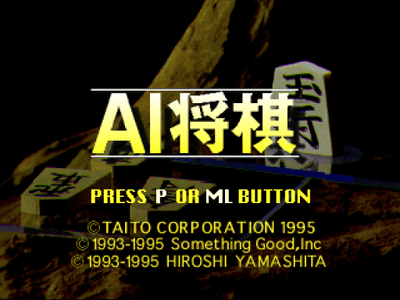 AI将棋
PRESS P OR ML BUTTON
©TAITO CORPORATION 1995
©1993-1995 Something Good,Inc
©1993-1995 HIROSHI YAMASHITA